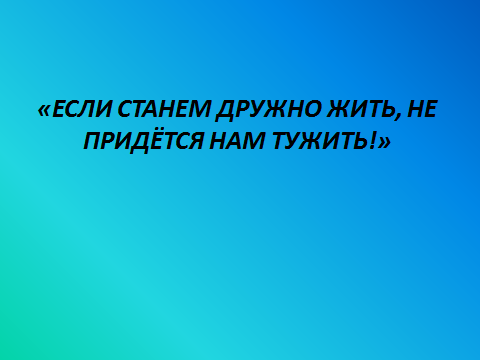 «ЕСЛИ СТАНЕМ ДРУЖНО ЖИТЬ, НЕ
ПРИДЁТСЯ НАМ ТУЖИТЬ!»